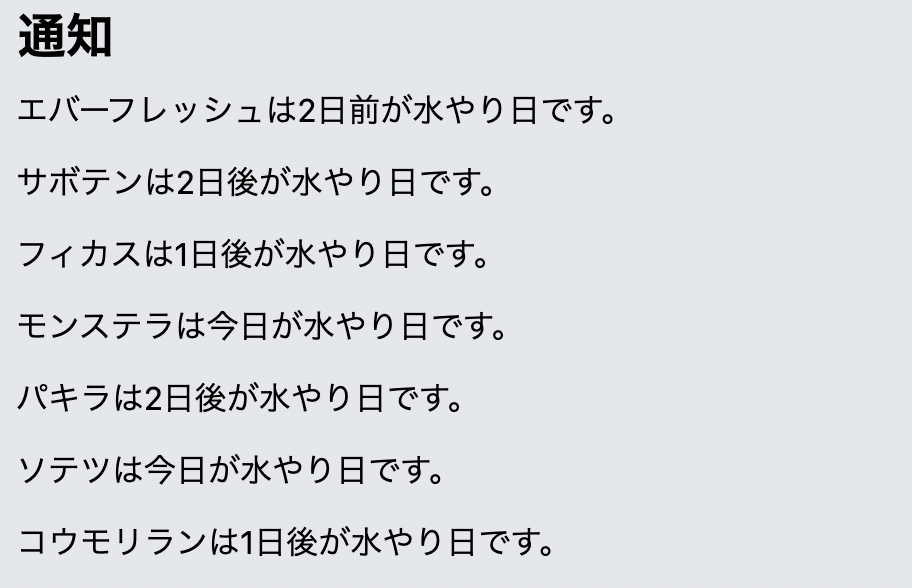 通知
エバーフレッシュは2日前が水やり日です。
サボテンは2日後が水やり日です。
フィカスは1日後が水やり日です。
モンステラは今日が水やり日です。
パキラは2日後が水やり日です。
ソテツは今日が水やり日です。
コウモリランは1日後が水やり日です。